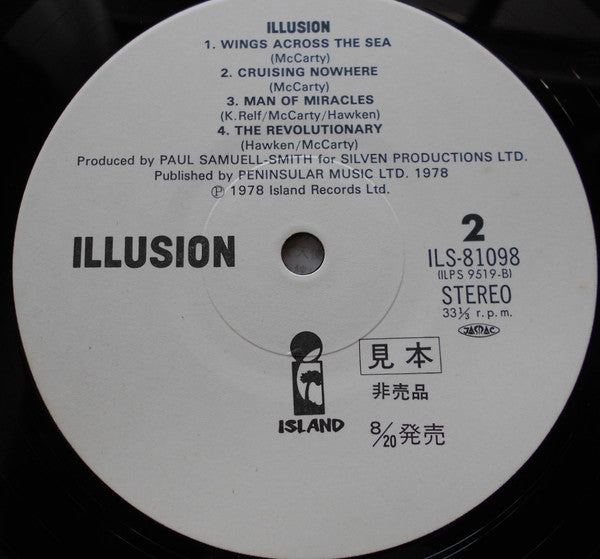 ILLUSION
1. WINGS ACROSS THE SEA
(McCarty)
2. CRUISING NOWHERE
(McCarty)
3. MAN OF MIRACLES
(K.Relf/McCarty/Hawken)
4. THE REVOLUTIONARY
(Hawken/McCarty)
Produced by PAUL SAMUELL-SMITH for SILVEN PRODUCTIONS LTD.
Published by PENINSULAR MUSIC LTD. 1978
Ⓟ 1978 Island Records Ltd.
ILLUSION
2
ILS-81098
(ILPS 9519-B)
STEREO
33⅓ r.p.m.
JASRAC
見本
非売品
8/20発売
ISLAND